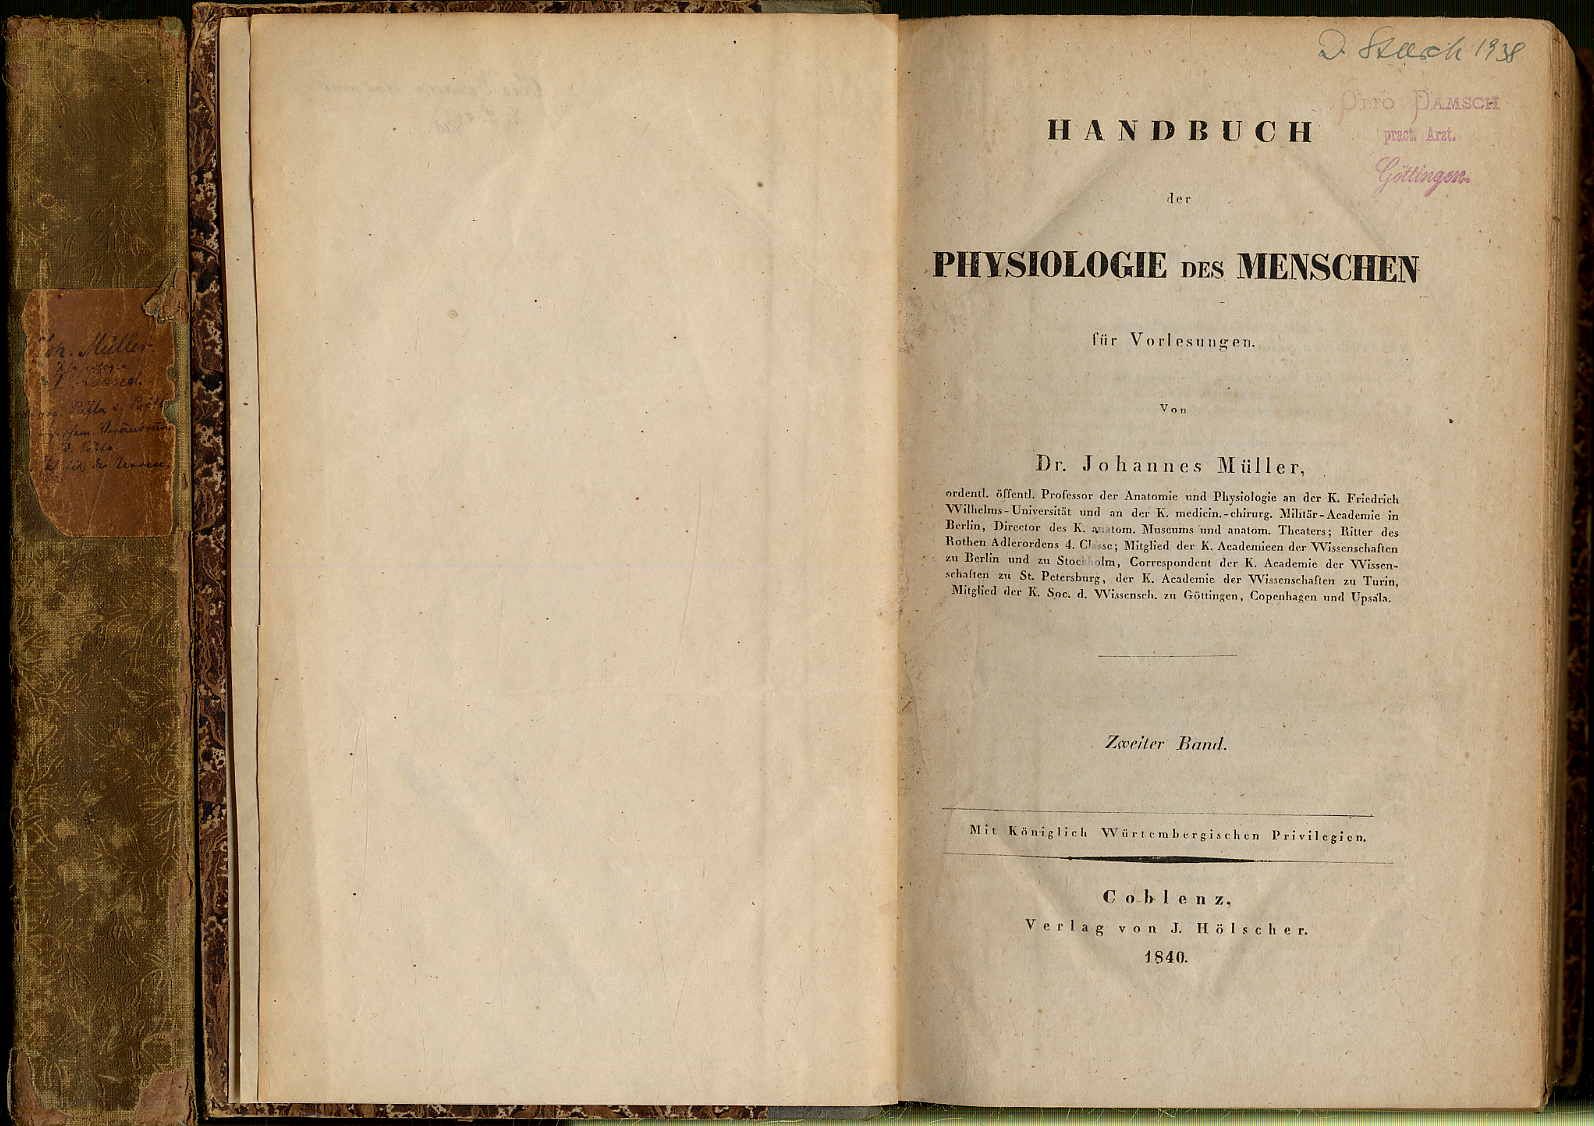 Joh. Müller
1938
OTTO DAMSCH
pract. Arzt.
Göttingen.
HANDBUCH
der
PHYSIOLOGIE DES MENSCHEN
für Vorlesungen.
Von
Dr. Johannes Müller,
ordentl. öffentl. Professor der Anatomie und Physiologie an der K. Friedrich
Wilhelms-Universität und an der K. medicin.-chirurg. Militär-Academie in
Berlin, Director des K. anatom. Museums und anatom. Theaters; Ritter des
Rothen Adlerordens 4. Classe; Mitglied der K. Academieen der Wissenschaften
zu Berlin und zu Stockholm, Correspondent der K. Academie der Wissen-
schaften zu St. Petersburg, der K. Academie der Wissenschaften zu Turin,
Mitglied der K. Soc. d. Wissensch. zu Göttingen, Copenhagen und Upsala.
Zweiter Band.
Mit Königlich Würtembergischen Privilegien.
Coblenz,
Verlag von J. Hölscher.
1840.